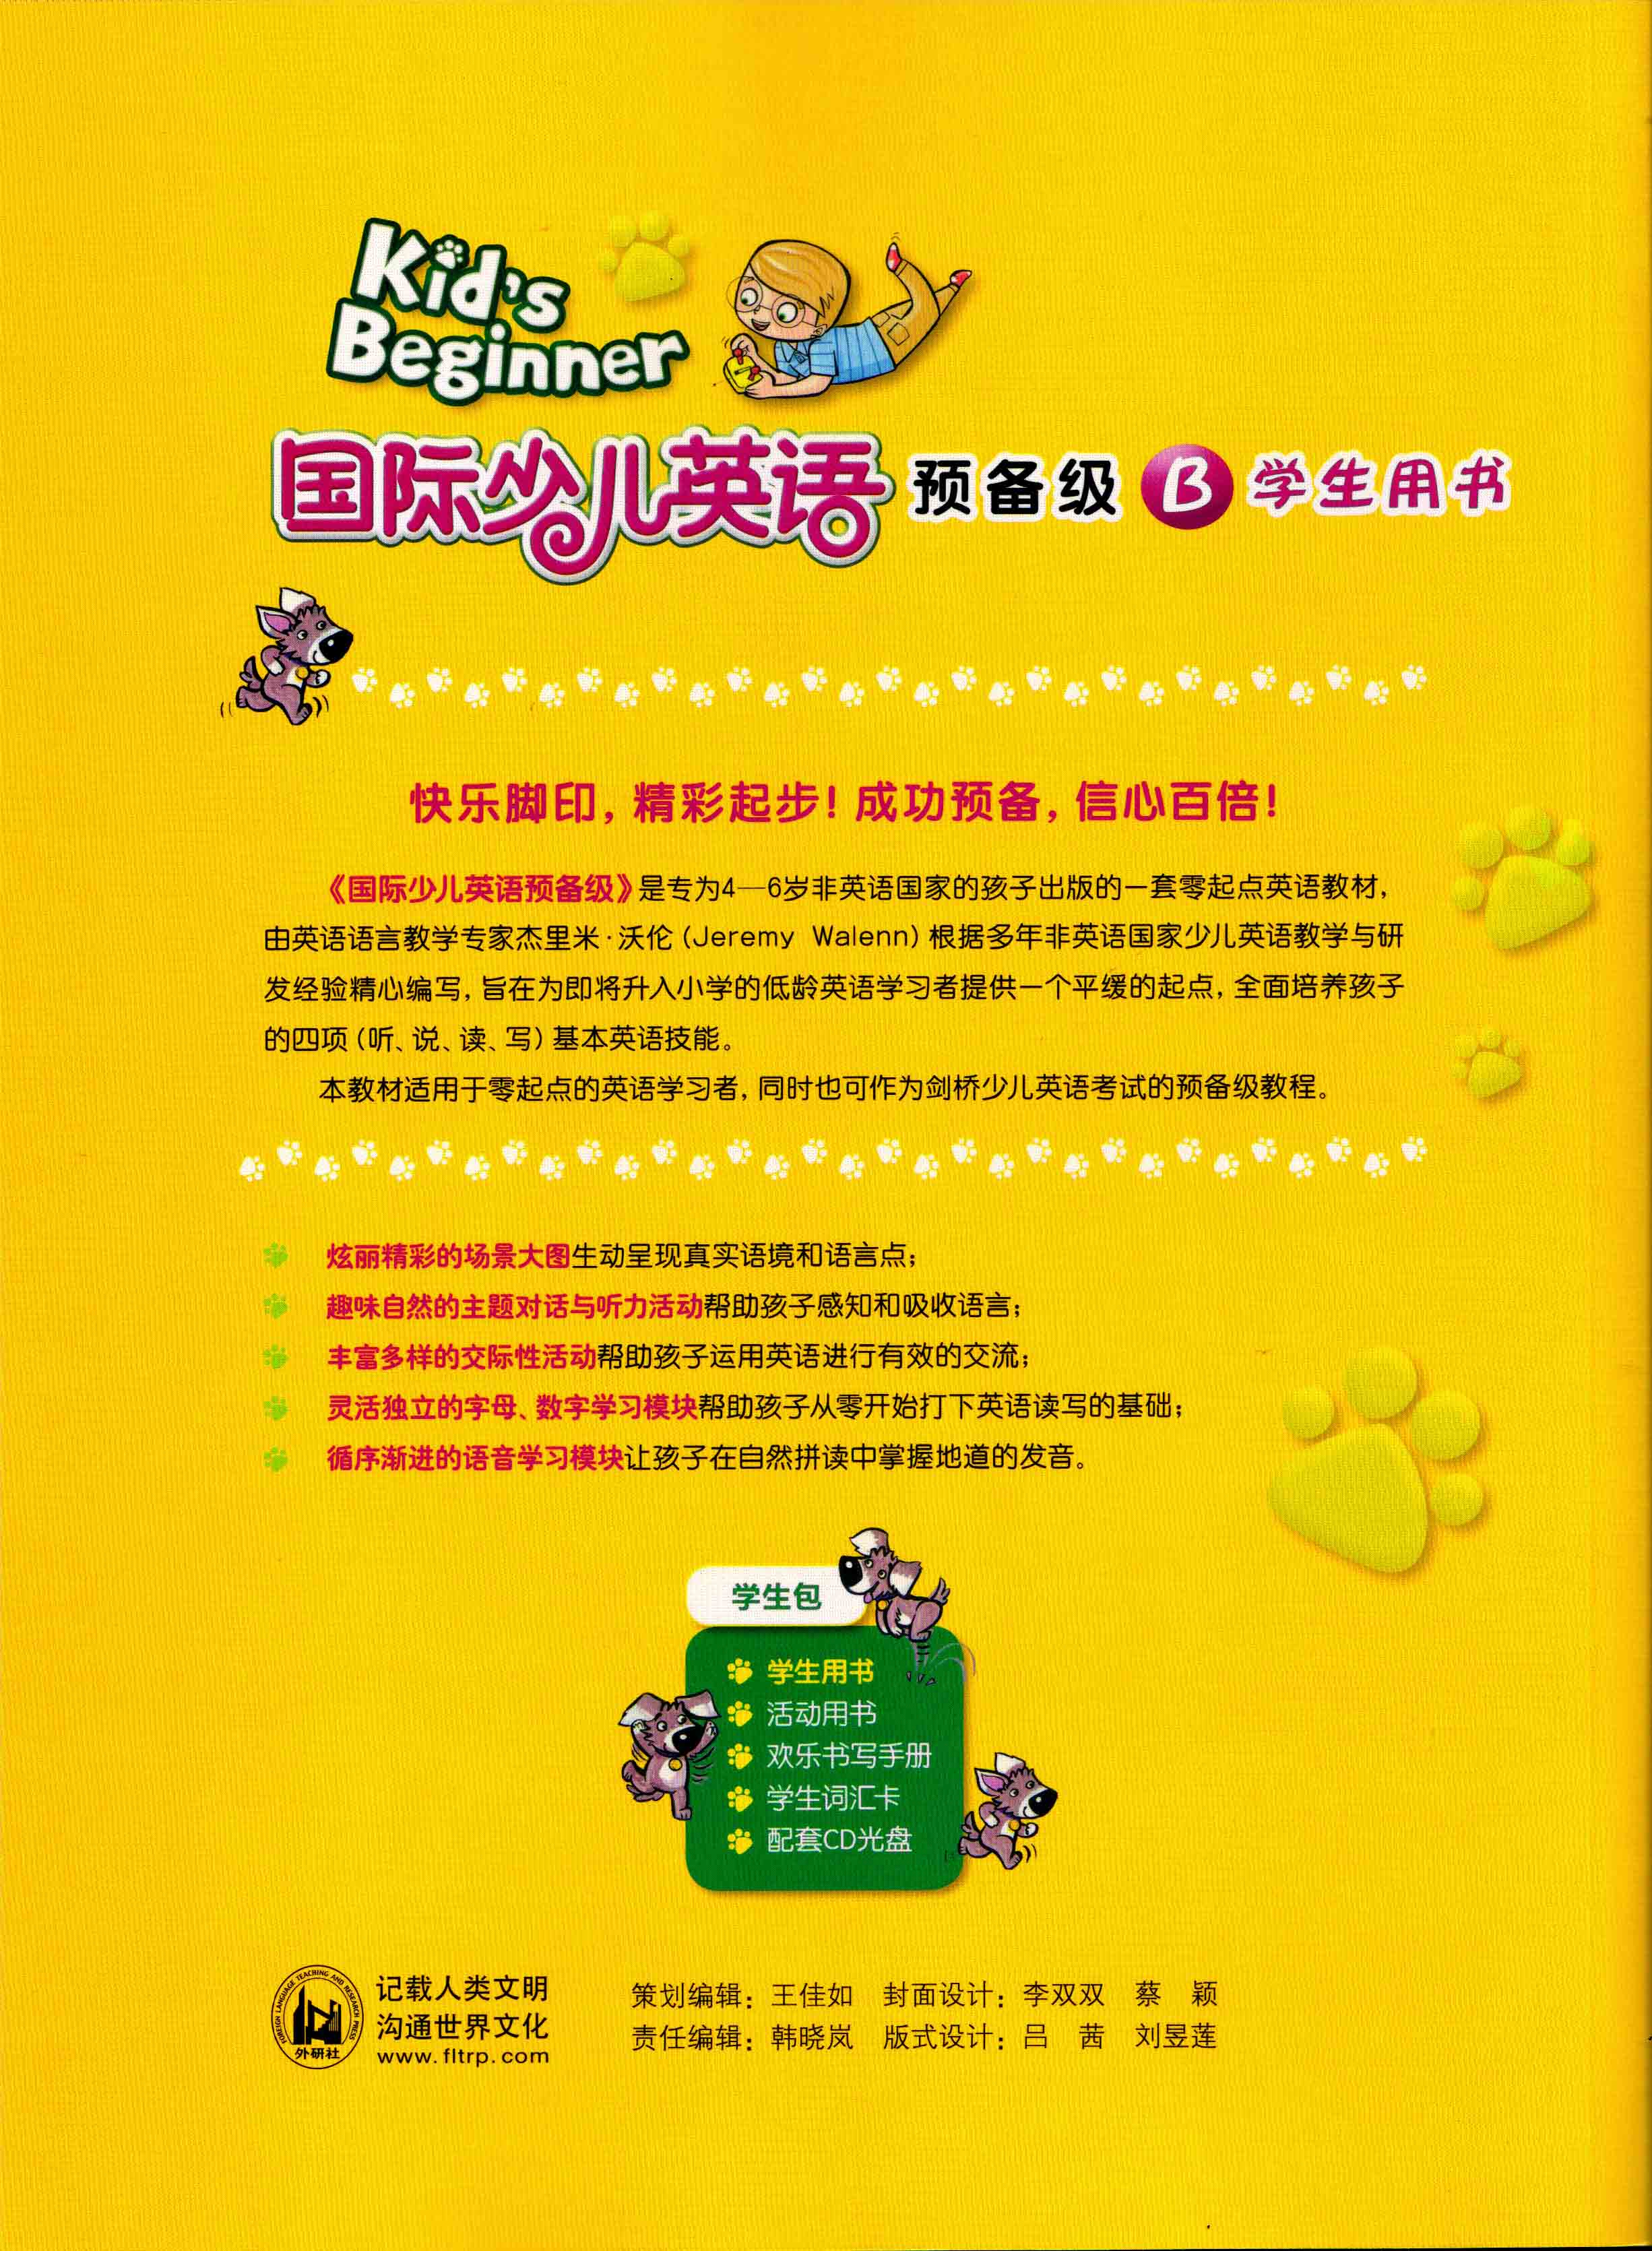 Kid's
Beginner
国际少儿英语 预备级 B 学生用书
快乐脚印，精彩起步！成功预备，信心百倍！
《国际少儿英语预备级》是专为4—6岁非英语国家的孩子出版的一套零起点英语教材，
由英语语言教学专家杰里米·沃伦（Jeremy Walenn）根据多年非英语国家少儿英语教学与研
发经验精心编写，旨在为即将升入小学的低龄英语学习者提供一个平缓的起点，全面培养孩子
的四项（听、说、读、写）基本英语技能。
本教材适用于零起点的英语学习者，同时也可作为剑桥少儿英语考试的预备级教程。
炫丽精彩的场景大图生动呈现真实语境和语言点；
趣味自然的主题对话与听力活动帮助孩子感知和吸收语言；
丰富多样的交际性活动帮助孩子运用英语进行有效的交流；
灵活独立的字母、数字学习模块帮助孩子从零开始打下英语读写的基础；
循序渐进的语音学习模块让孩子在自然拼读中掌握地道的发音。
学生包
学生用书
活动用书
欢乐书写手册
学生词汇卡
配套CD光盘
FOREIGN LANGUAGE TEACHING AND RESEARCH PRESS
外研社
记载人类文明
沟通世界文化
www.fltrp.com
策划编辑：王佳如 封面设计：李双双 蔡 颖
责任编辑：韩晓岚 版式设计：吕 茜 刘昱莲